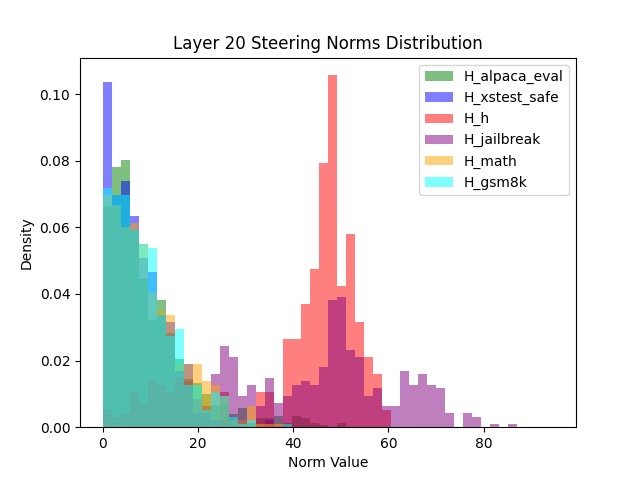 Layer 20 Steering Norms Distribution
H_alpaca_eval
H_xstest_safe
H_h
H_jailbreak
H_math
H_gsm8k
Density
0.10
0.08
0.06
0.04
0.02
0.00
0
20
40
60
80
Norm Value